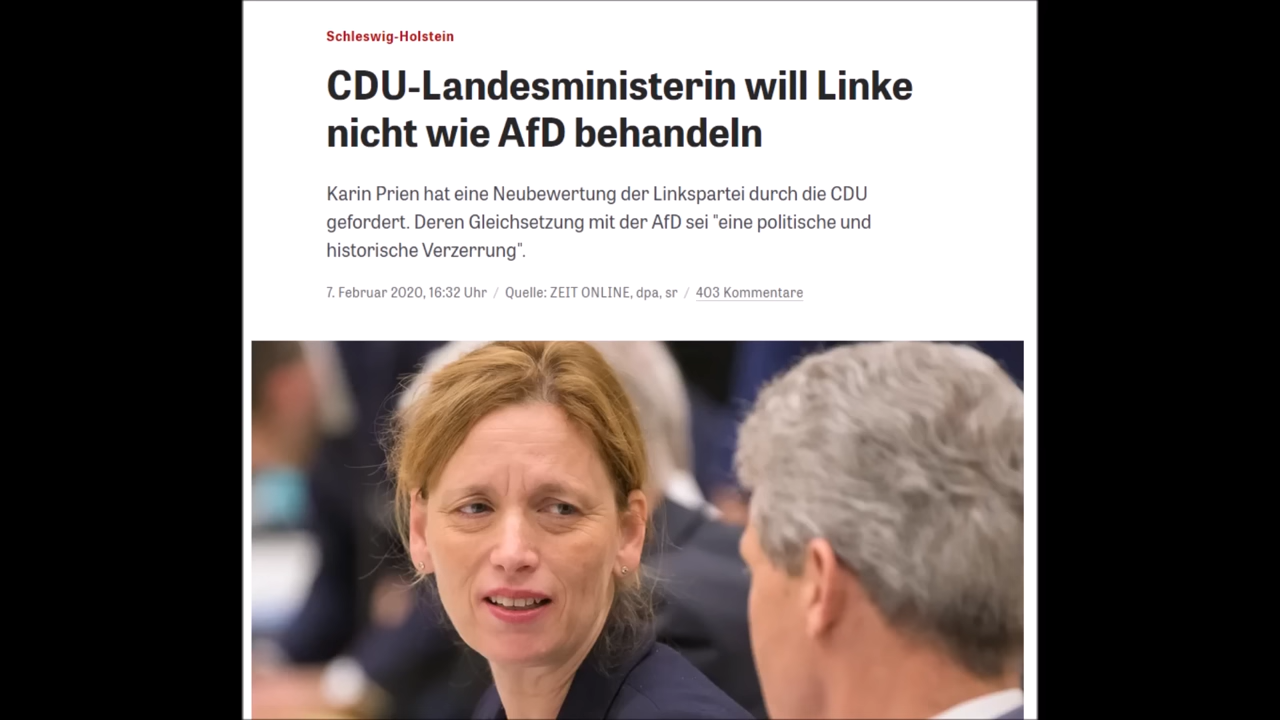 Schleswig-Holstein
CDU-Landesministerin will Linke
nicht wie AfD behandeln
Karin Prien hat eine Neubewertung der Linkspartei durch die CDU
gefordert. Deren Gleichsetzung mit der AfD sei "eine politische und
historische Verzerrung".
7. Februar 2020, 16:32 Uhr / Quelle: ZEIT ONLINE, dpa, sr / 403 Kommentare